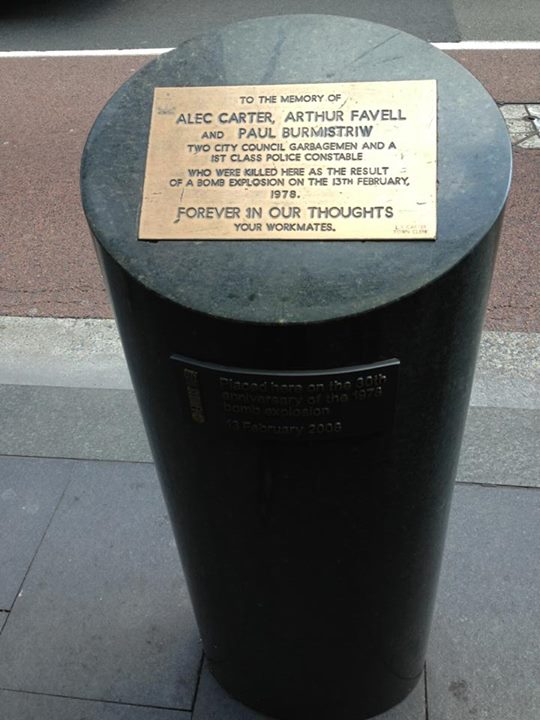 TO THE MEMORY OF
ALEC CARTER, ARTHUR FAVELL
AND PAUL BURMISTRIW
TWO CITY COUNCIL GARBAGEMEN AND A
1ST CLASS POLICE CONSTABLE
WHO WERE KILLED HERE AS THE RESULT
OF A BOMB EXPLOSION ON THE 13TH FEBRUARY,
1978.
FOREVER IN OUR THOUGHTS
YOUR WORKMATES.
TOWN CLERK
Placed here on the 30th
anniversary of the 1978
bomb explosion
13 February 2008